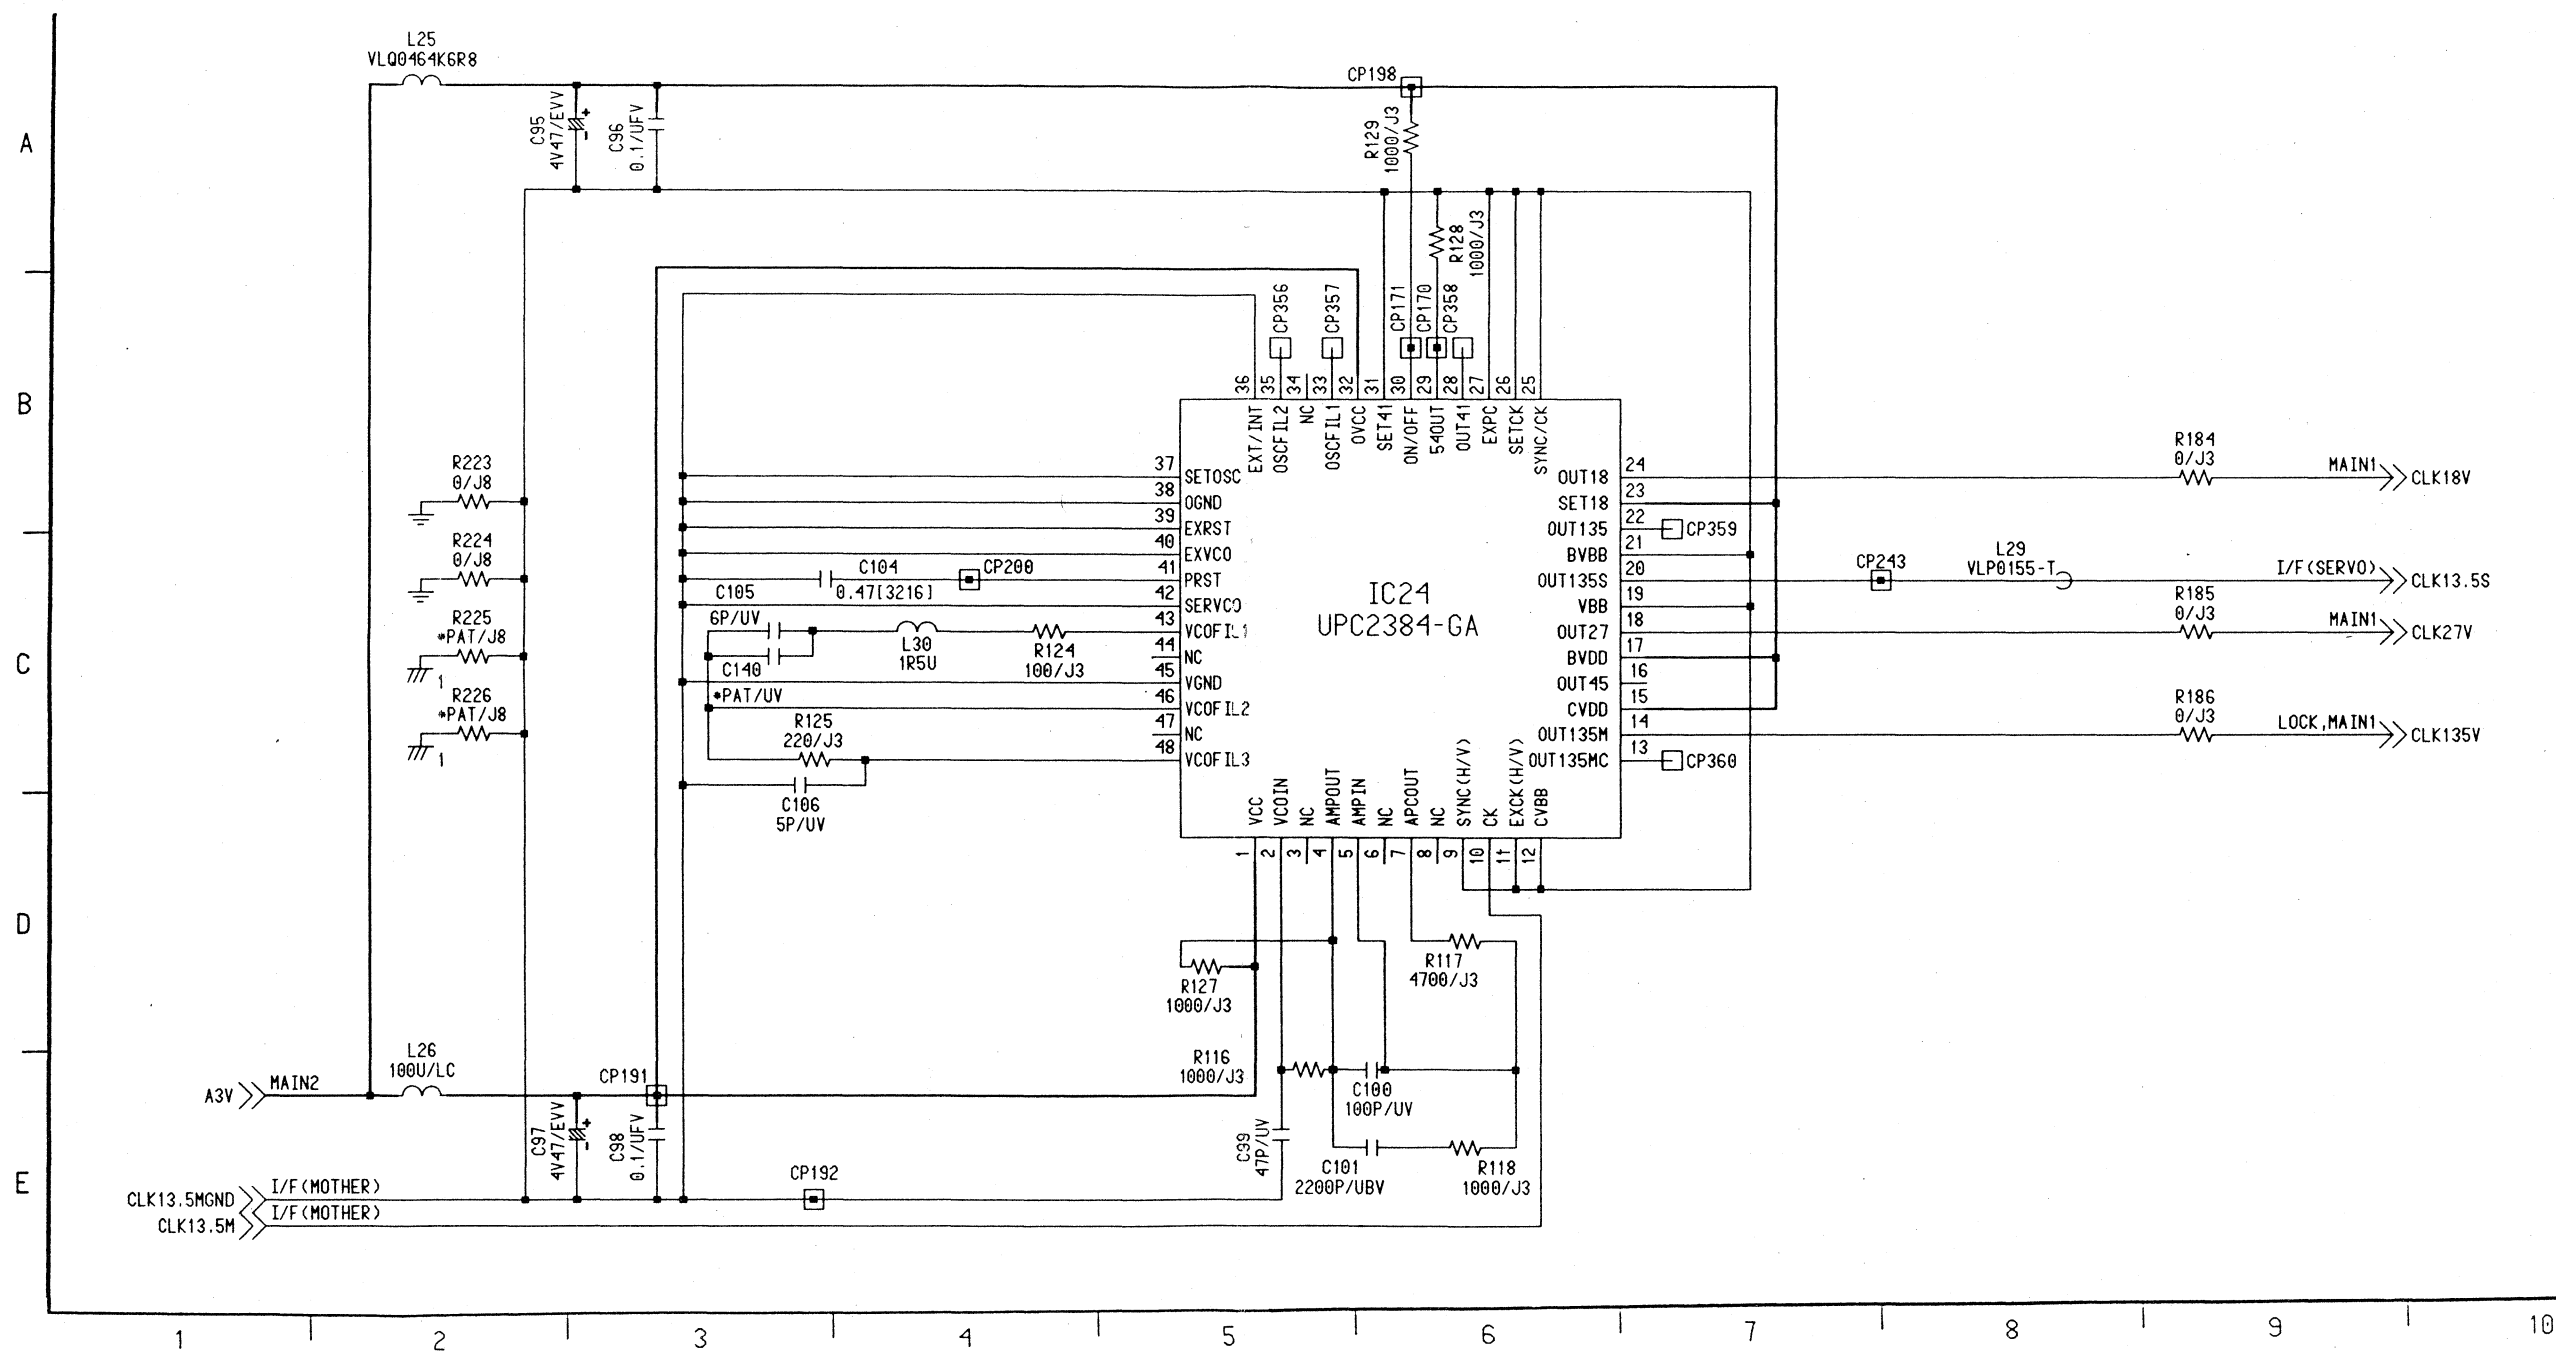 L25
VLQ0464K6R8
C95
4V47/EVV
+
-
C96
0.1/UFV
CP198
R129
1000/J3
R128
1000/J3
A
B
C
D
E
CP356
CP357
CP171
CP170
CP358
36
35
34
33
32
31
30
29
28
27
26
25
EXT/INT
OSCFIL2
NC
OSCFIL1
OVCC
SET41
ON/OFF
540UT
OUT41
EXPC
SETCK
SYNC/CK
R223
0/J8
R224
0/J8
R225
*PAT/J8
1
R226
*PAT/J8
1
37 SETOSC
38 OGND
39 EXRST
40 EXVCO
41 PRST
42 SERVCO
43 VCOFIL1
44 NC
45 VGND
46 VCOFIL2
47 NC
48 VCOFIL3
C104
0.47[3216]
CP200
C105
6P/UV
L30
1R5U
R124
100/J3
C140
*PAT/UV
R125
220/J3
C106
5P/UV
IC24
UPC2384-GA
OUT18 24
SET18 23
OUT135 22
BVBB 21
OUT135S 20
VBB 19
OUT27 18
BVDD 17
OUT45 16
CVDD 15
OUT135M 14
OUT135MC 13
CP359
CP360
CP243
L29
VLP0155-T
R184
0/J3
MAIN1
CLK18V
I/F(SERVO)
CLK13.5S
R185
0/J3
MAIN1
CLK27V
R186
0/J3
LOCK,MAIN1
CLK135V
VCC
VCOIN
NC
AMPOUT
AMPIN
NC
APCOUT
NC
SYNC(H/V)
CK
EXCK(H/V)
CVBB
1
2
3
4
5
6
7
8
9
10
11
12
R127
1000/J3
R117
4700/J3
R116
1000/J3
C100
100P/UV
C99
47P/UV
C101
2200P/UBV
R118
1000/J3
L26
100U/LC
A3V
MAIN2
CP191
C97
4V47/EVV
+
-
C98
0.1/UFV
CP192
CLK13.5MGND
I/F(MOTHER)
CLK13.5M
I/F(MOTHER)
1 2 3 4 5 6 7 8 9 10